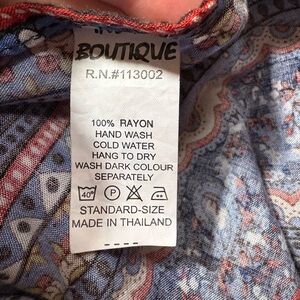 BOUTIQUE
R.N.#113002
100% RAYON
HAND WASH
COLD WATER
HANG TO DRY
WASH DARK COLOUR
SEPARATELY
40° P
STANDARD-SIZE
MADE IN THAILAND